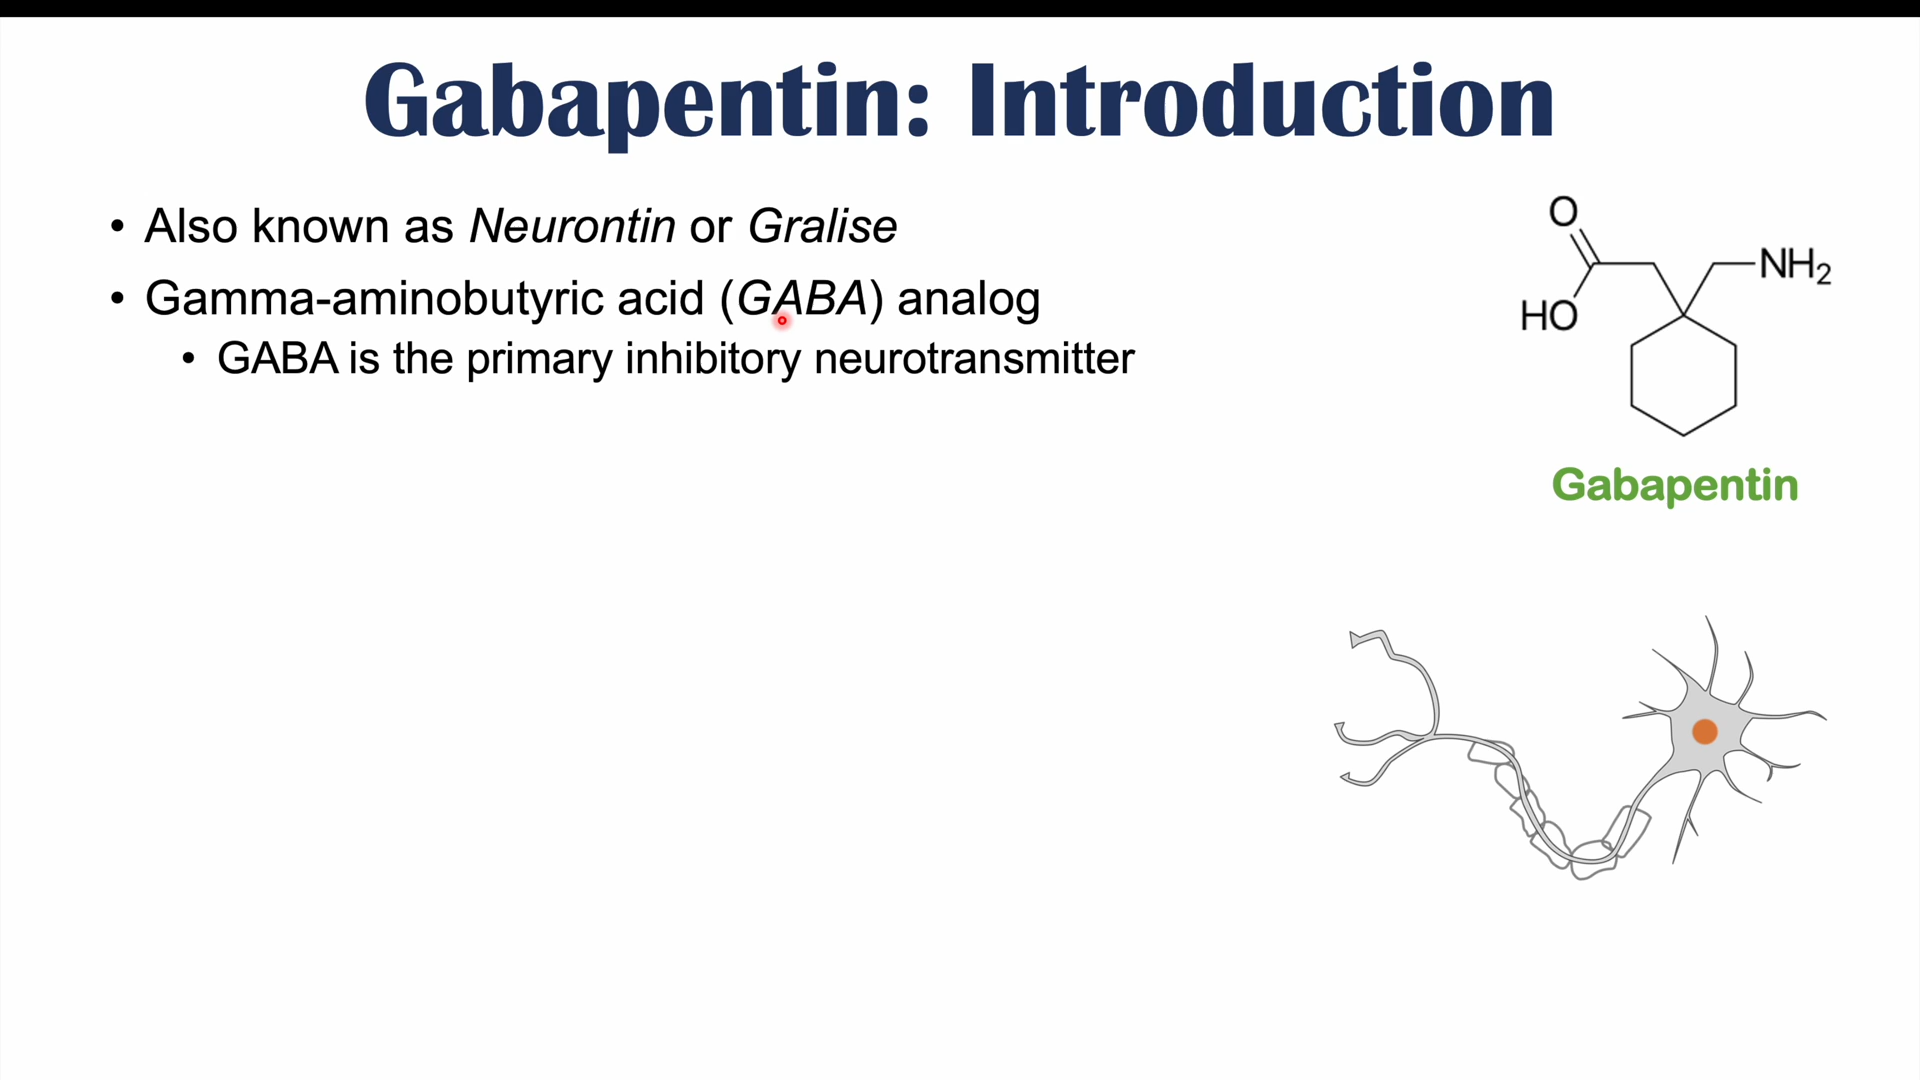 Gabapentin: Introduction
• Also known as Neurontin or Gralise
• Gamma-aminobutyric acid (GABA) analog
• GABA is the primary inhibitory neurotransmitter
O
NH₂
HO
Gabapentin